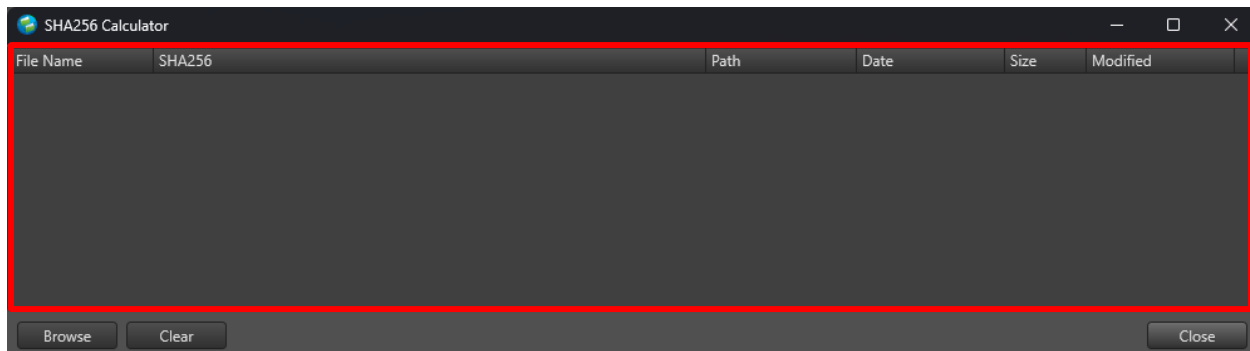 SHA256 Calculator
File Name SHA256 Path Date Size Modified
Browse Clear Close